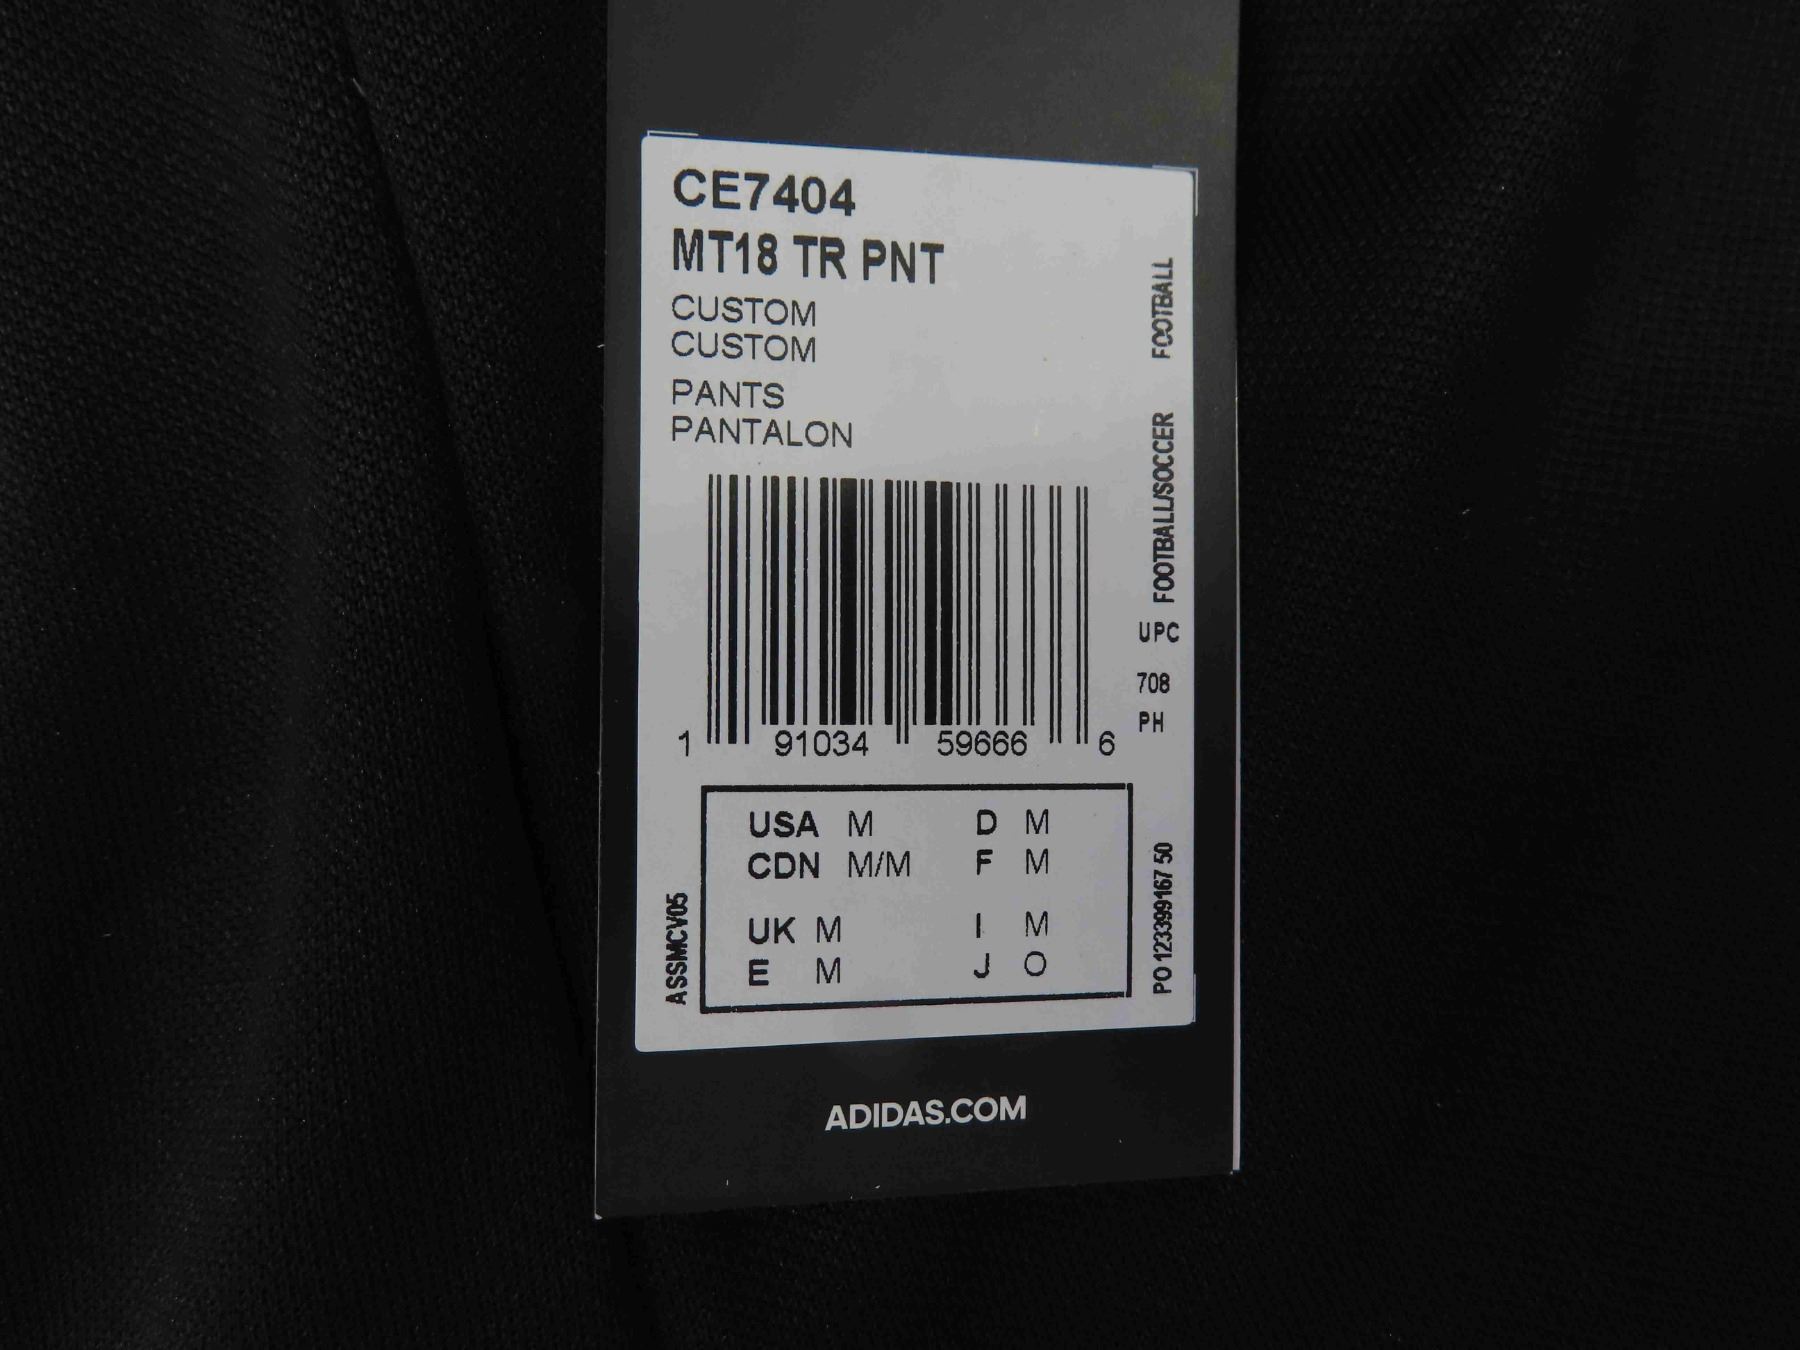 CE7404
MT18 TR PNT
CUSTOM
CUSTOM
PANTS
PANTALON
FOOTBALL
FOOTBALL/SOCCER
UPC
708
PH
1 91034 59666 6
USA M D M
CDN M/M F M
UK M I M
E M J O
ASSMCV05
PO 123399167 50
ADIDAS.COM